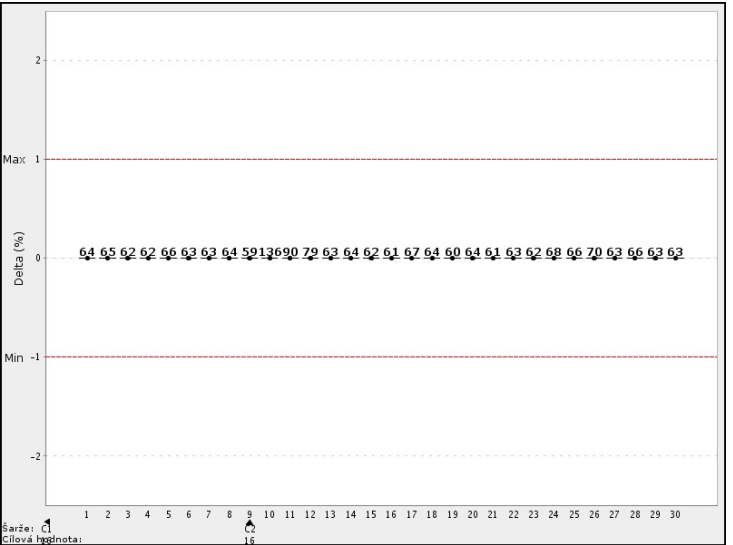 2
Max 1
64 65 62 62 66 63 63 64 59 136 90 79 63 64 62 61 67 64 60 64 61 63 62 68 66 70 63 66 63 63
0
Delta (%)
Min -1
-2
1 2 3 4 5 6 7 8 9 10 11 12 13 14 15 16 17 18 19 20 21 22 23 24 25 26 27 28 29 30
Šarže: C1 C2
Cílová hodnota: 16 16